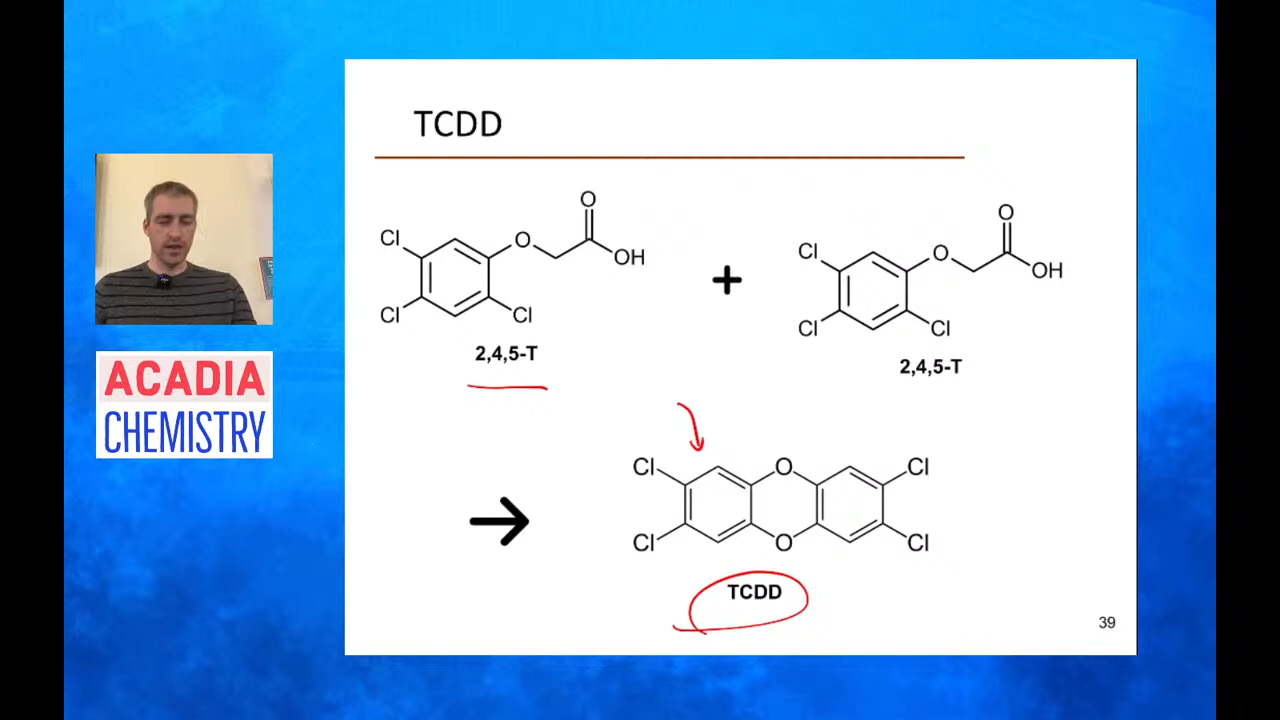 TCDD
O
Cl
O
OH
Cl
Cl
2,4,5-T
+
O
Cl
O
OH
Cl
Cl
2,4,5-T
ACADIA
CHEMISTRY
Cl
O
Cl
Cl
O
Cl
TCDD
39